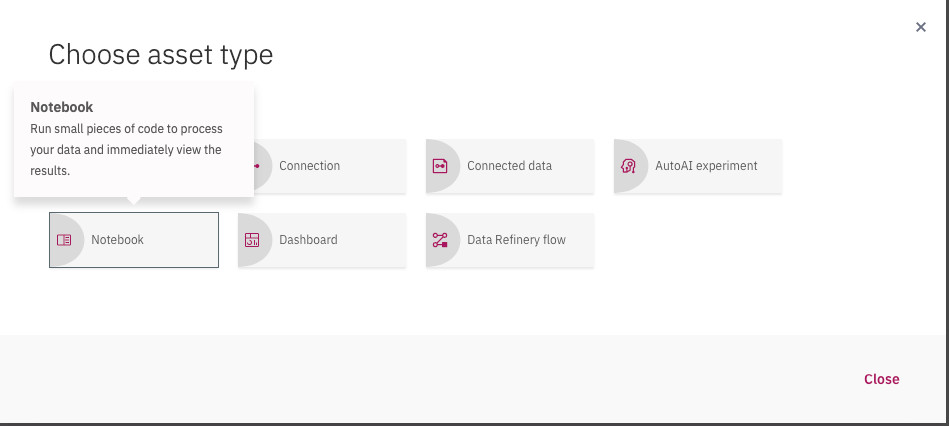 Choose asset type
Notebook
Run small pieces of code to process
your data and immediately view the
results.
Connection
Connected data
AutoAI experiment
Notebook
Dashboard
Data Refinery flow
Close